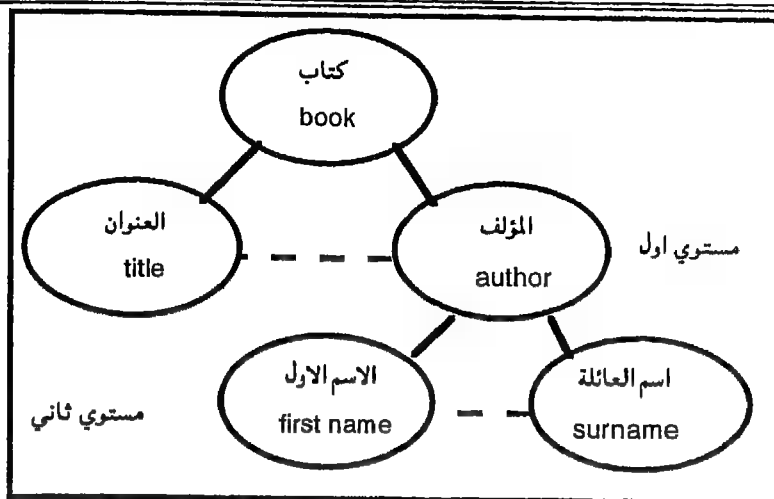 كتاب
book
العنوان
title
المؤلف
author
مستوي اول
الاسم الاول
first name
اسم العائلة
surname
مستوي ثاني